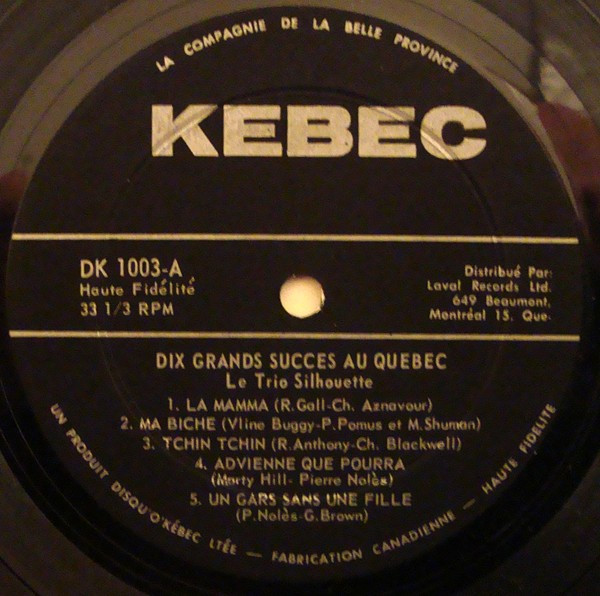 LA COMPAGNIE DE LA BELLE PROVINCE
KEBEC
DK 1003-A
Haute Fidélité
33 1/3 RPM
Distribué Par:
Laval Records Ltd.
649 Beaumont,
Montréal 15. Que-
DIX GRANDS SUCCES AU QUEBEC
Le Trio Silhouette
1. LA MAMMA (R.Gall-Ch. Aznavour)
2. MA BICHE (Vline Buggy-P.Pomus et M.Shuman)
3. TCHIN TCHIN (R.Anthony-Ch. Blackwell)
4. ADVIENNE QUE POURRA
(Marty Hill- Pierre Nolès)
5. UN GARS SANS UNE FILLE
(P.Nolès-G.Brown)
UN PRODUIT DISQU'O'KÉBEC LTÉE — FABRICATION CANADIENNE — HAUTE FIDELITE